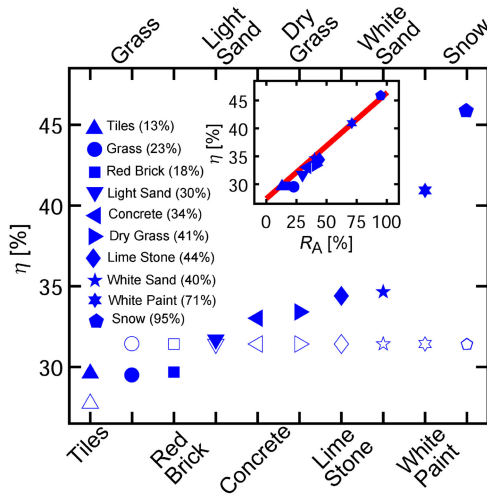 Grass
Light
Sand
Dry
Grass
White
Sand
Snow
η [%]
45
40
35
30
Tiles (13%)
Grass (23%)
Red Brick (18%)
Light Sand (30%)
Concrete (34%)
Dry Grass (41%)
Lime Stone (44%)
White Sand (40%)
White Paint (71%)
Snow (95%)
η [%]
45
40
35
30
0 25 50 75 100
R_A [%]
Tiles
Red
Brick
Concrete
Lime
Stone
White
Paint